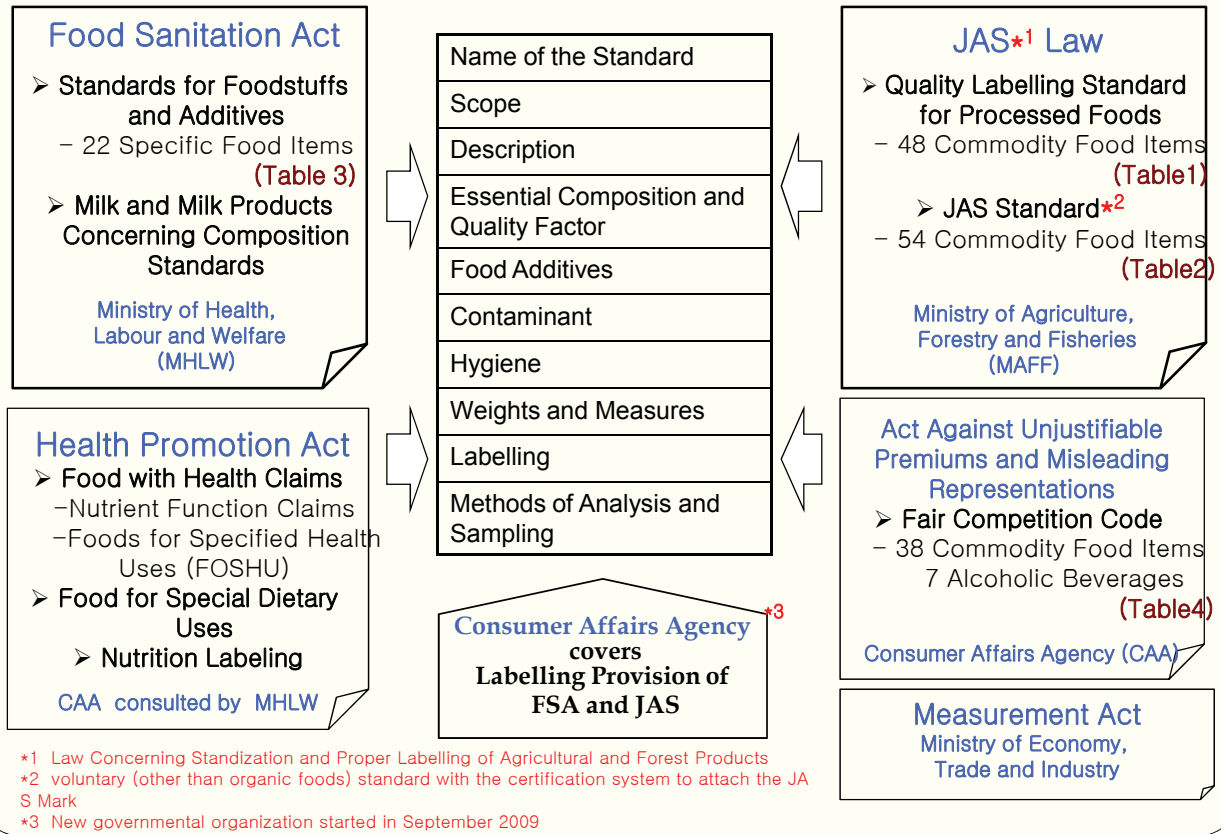 Food Sanitation Act
➢ Standards for Foodstuffs
and Additives
– 22 Specific Food Items
(Table 3)
➢ Milk and Milk Products
Concerning Composition
Standards
Ministry of Health,
Labour and Welfare
(MHLW)
Health Promotion Act
➢ Food with Health Claims
-Nutrient Function Claims
-Foods for Specified Health
Uses (FOSHU)
➢ Food for Special Dietary
Uses
➢ Nutrition Labeling
CAA consulted by MHLW
Name of the Standard
Scope
Description
Essential Composition and
Quality Factor
Food Additives
Contaminant
Hygiene
Weights and Measures
Labelling
Methods of Analysis and
Sampling
*3
Consumer Affairs Agency
covers
Labelling Provision of
FSA and JAS
JAS*1 Law
➢ Quality Labelling Standard
for Processed Foods
– 48 Commodity Food Items
(Table1)
➢ JAS Standard*2
– 54 Commodity Food Items
(Table2)
Ministry of Agriculture,
Forestry and Fisheries
(MAFF)
Act Against Unjustifiable
Premiums and Misleading
Representations
➢ Fair Competition Code
– 38 Commodity Food Items
7 Alcoholic Beverages
(Table4)
Consumer Affairs Agency (CAA)
Measurement Act
Ministry of Economy,
Trade and Industry
*1 Law Concerning Standization and Proper Labelling of Agricultural and Forest Products
*2 voluntary (other than organic foods) standard with the certification system to attach the JA
S Mark
*3 New governmental organization started in September 2009